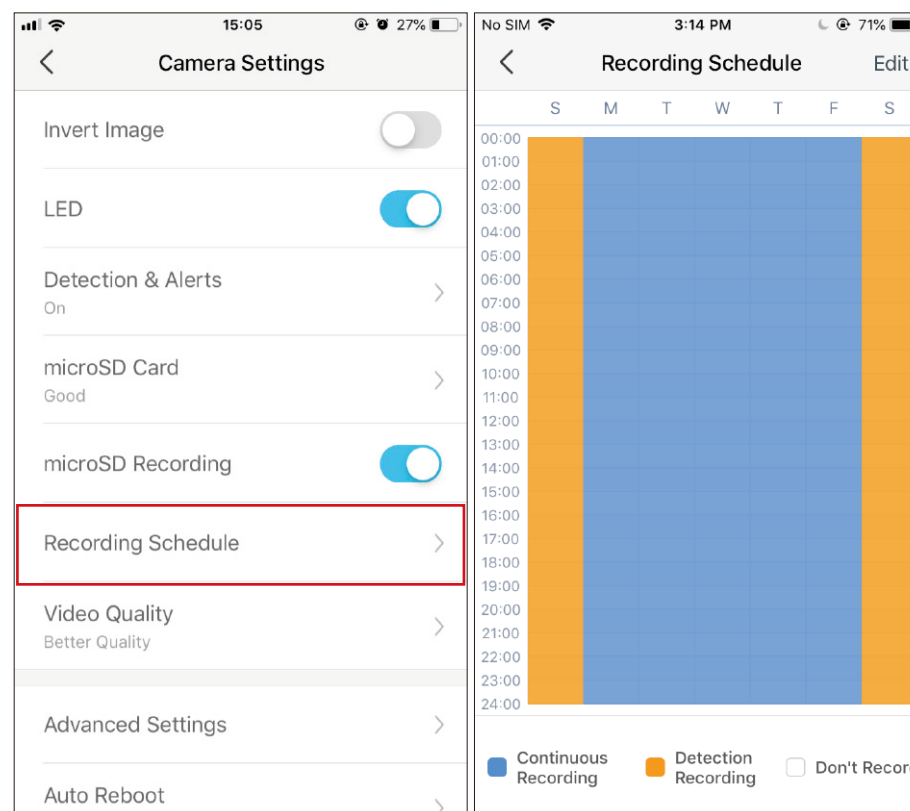 15:05
27%
Camera Settings
Invert Image
LED
Detection & Alerts
On
microSD Card
Good
microSD Recording
Recording Schedule
Video Quality
Better Quality
Advanced Settings
Auto Reboot
No SIM
3:14 PM
71%
Recording Schedule
Edit
S M T W T F S
00:00
01:00
02:00
03:00
04:00
05:00
06:00
07:00
08:00
09:00
10:00
11:00
12:00
13:00
14:00
15:00
16:00
17:00
18:00
19:00
20:00
21:00
22:00
23:00
24:00
Continuous
Recording
Detection
Recording
Don't Recor